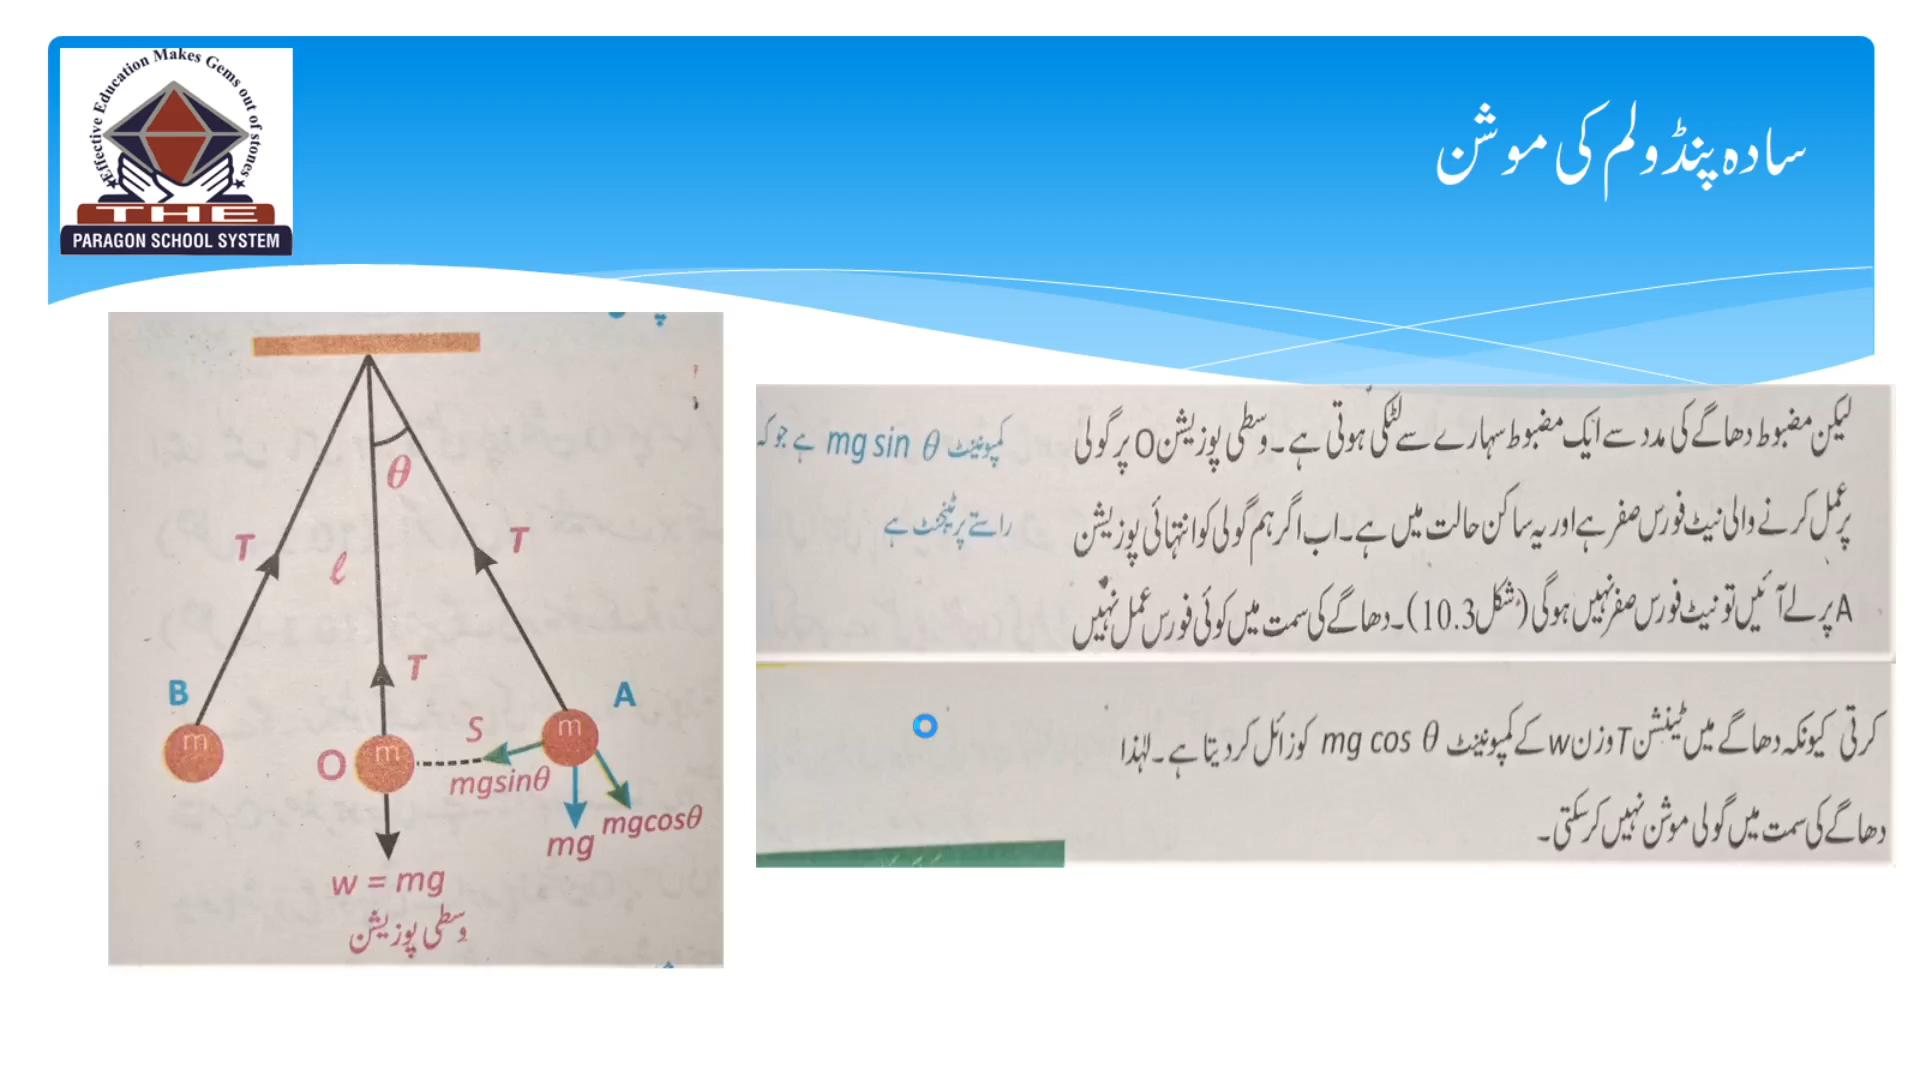 Effective Education Makes Gems out of stones
THE
PARAGON SCHOOL SYSTEM
سادہ پنڈولم کی موشن
θ
T
T
ℓ
T
B
A
m
m
m
O
S
mgsinθ
mgcosθ
mg
w = mg
وسطی پوزیشن
لیکن مضبوط دھاگے کی مدد سے ایک مضبوط سہارے سے لٹکی ہوتی ہے۔ وسطی پوزیشن O پر گولی
پر عمل کرنے والی نیٹ فورس صفر ہے اور یہ ساکن حالت میں ہے۔ اب اگر ہم گولی کو انتہائی پوزیشن
A پر لے آئیں تو نیٹ فورس صفر نہیں ہوگی (شکل 10.3)۔ دھاگے کی سمت میں کوئی فورس عمل نہیں
کمپونینٹ mg sin θ ہے جو کہ
راستے پر ٹینجنٹ ہے
کرتی کیونکہ دھاگے میں ٹینشن T وزن w کے کمپونینٹ mg cos θ کو زائل کر دیتا ہے۔ لہٰذا
دھاگے کی سمت میں گولی موشن نہیں کرسکتی۔